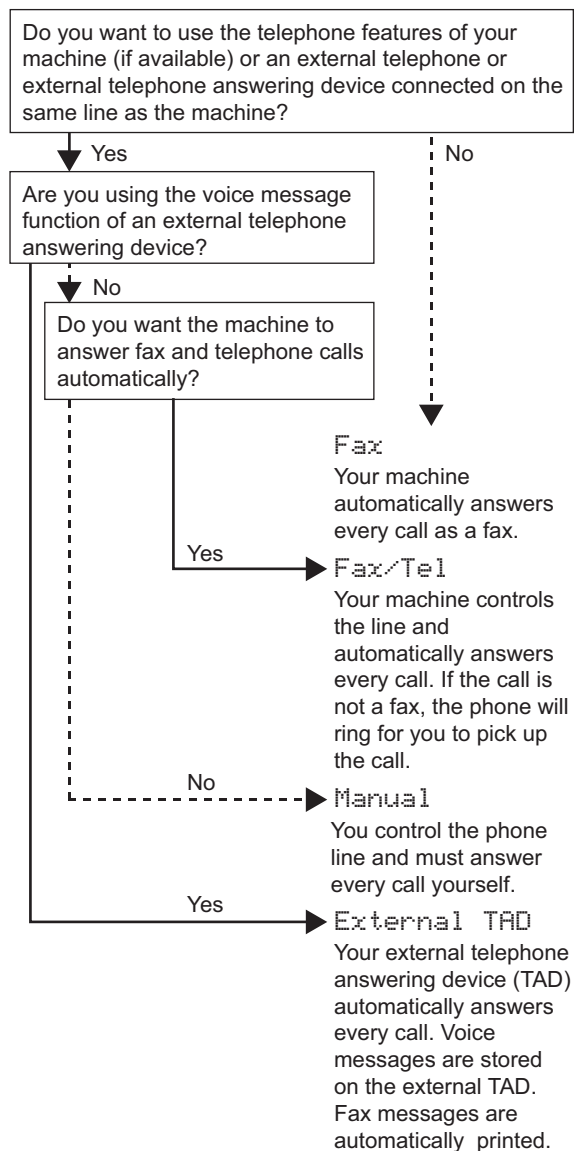 Do you want to use the telephone features of your
machine (if available) or an external telephone or
external telephone answering device connected on the
same line as the machine?
Yes
No
Are you using the voice message
function of an external telephone
answering device?
No
Do you want the machine to
answer fax and telephone calls
automatically?
Fax
Your machine
automatically answers
every call as a fax.
Yes
Fax/Tel
Your machine controls
the line and
automatically answers
every call. If the call is
not a fax, the phone will
ring for you to pick up
the call.
No
Manual
You control the phone
line and must answer
every call yourself.
Yes
External TAD
Your external telephone
answering device (TAD)
automatically answers
every call. Voice
messages are stored
on the external TAD.
Fax messages are
automatically printed.